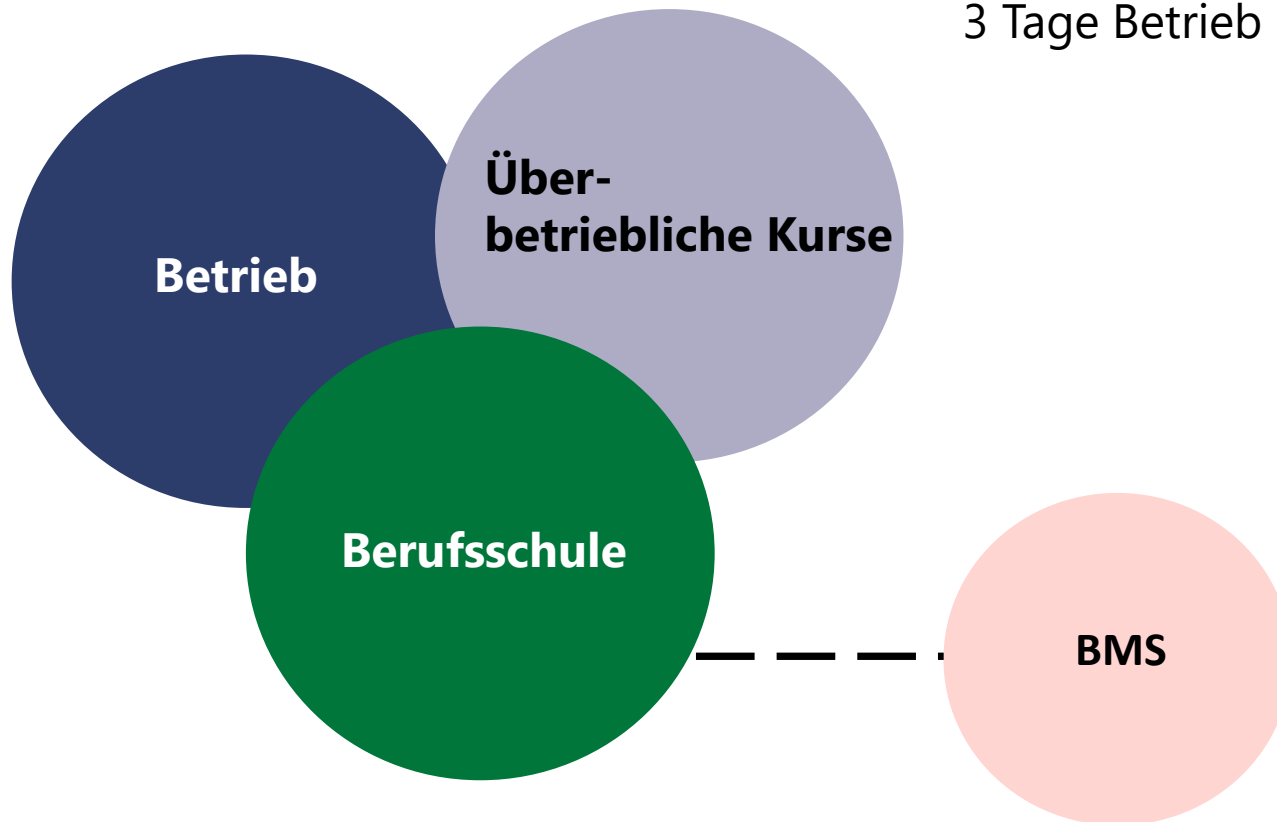 3 Tage Betrieb
Über-
betriebliche Kurse
Betrieb
Berufsschule
BMS